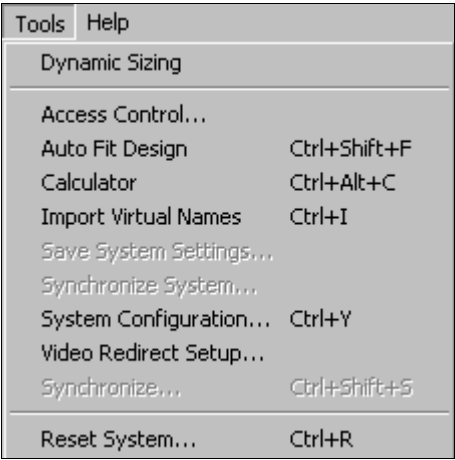 Tools Help
Dynamic Sizing
Access Control...
Auto Fit Design Ctrl+Shift+F
Calculator Ctrl+Alt+C
Import Virtual Names Ctrl+I
Save System Settings...
Synchronize System...
System Configuration... Ctrl+Y
Video Redirect Setup...
Synchronize... Ctrl+Shift+S
Reset System... Ctrl+R